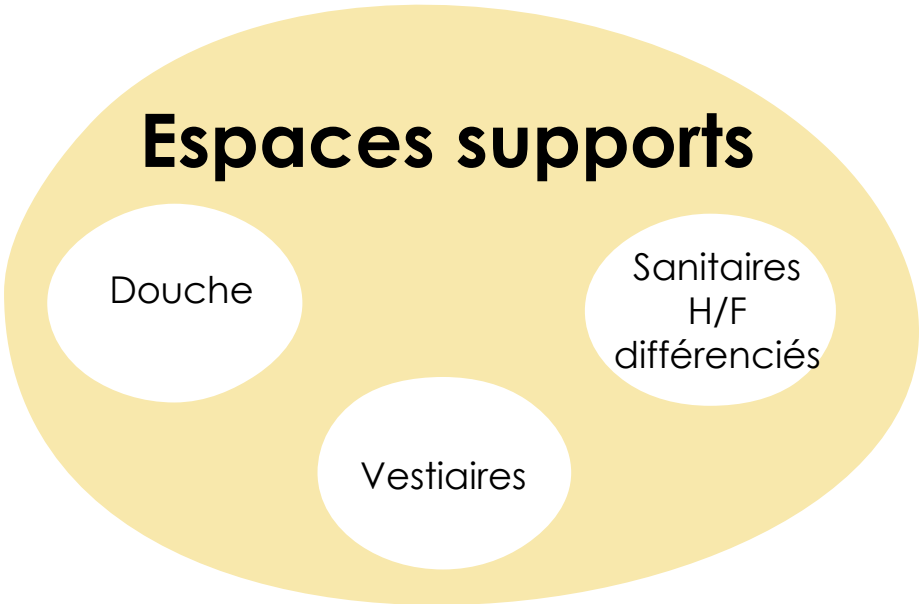 Espaces supports
Douche
Sanitaires
H/F
différenciés
Vestiaires